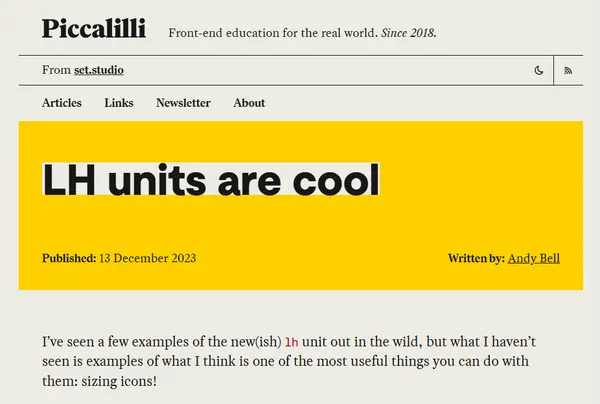 Piccalilli
Front-end education for the real world. Since 2018.
From set.studio
Articles Links Newsletter About
LH units are cool
Published: 13 December 2023
Written by: Andy Bell
I’ve seen a few examples of the new(ish) lh unit out in the wild, but what I haven’t
seen is examples of what I think is one of the most useful things you can do with
them: sizing icons!